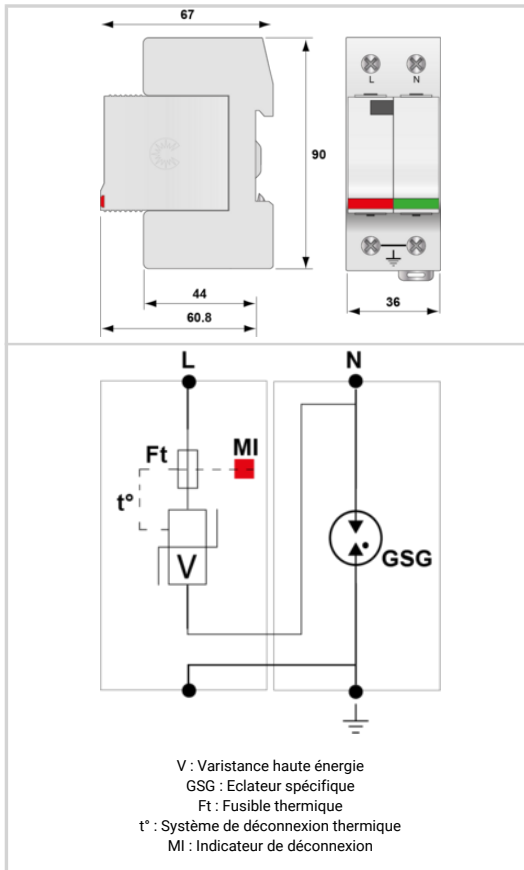 67
L N
90
44
60.8
36
L N
Ft MI
t°
V
GSG
V : Varistance haute énergie
GSG : Eclateur spécifique
Ft : Fusible thermique
t° : Système de déconnexion thermique
MI : Indicateur de déconnexion